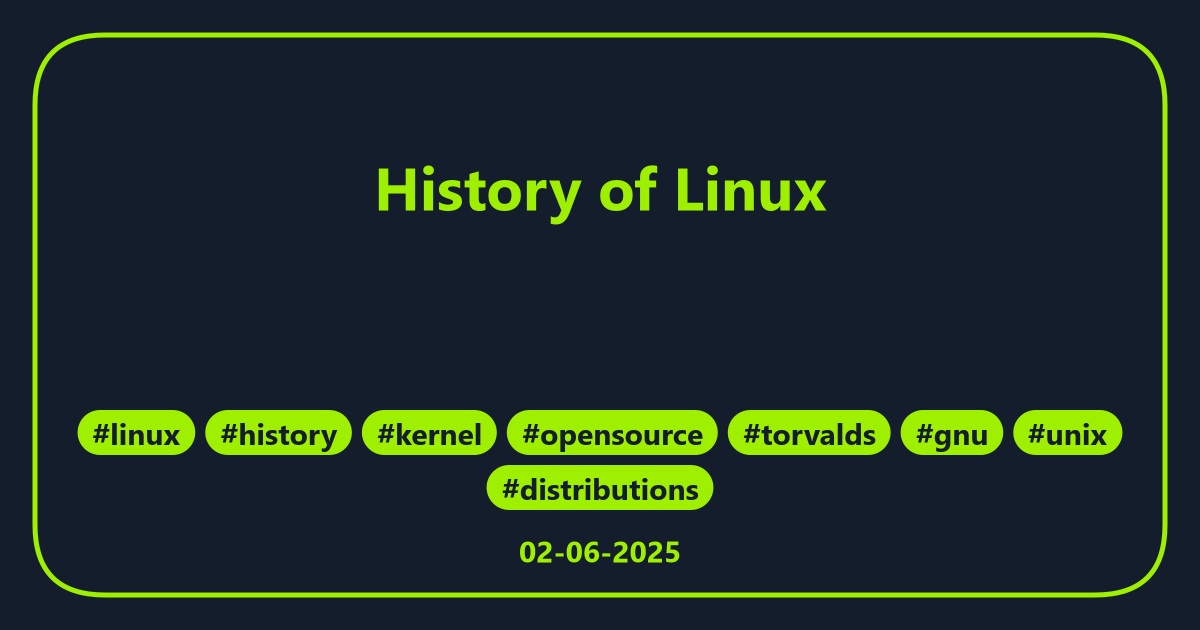 History of Linux
#linux #history #kernel #opensource #torvalds #gnu #unix
#distributions
02-06-2025